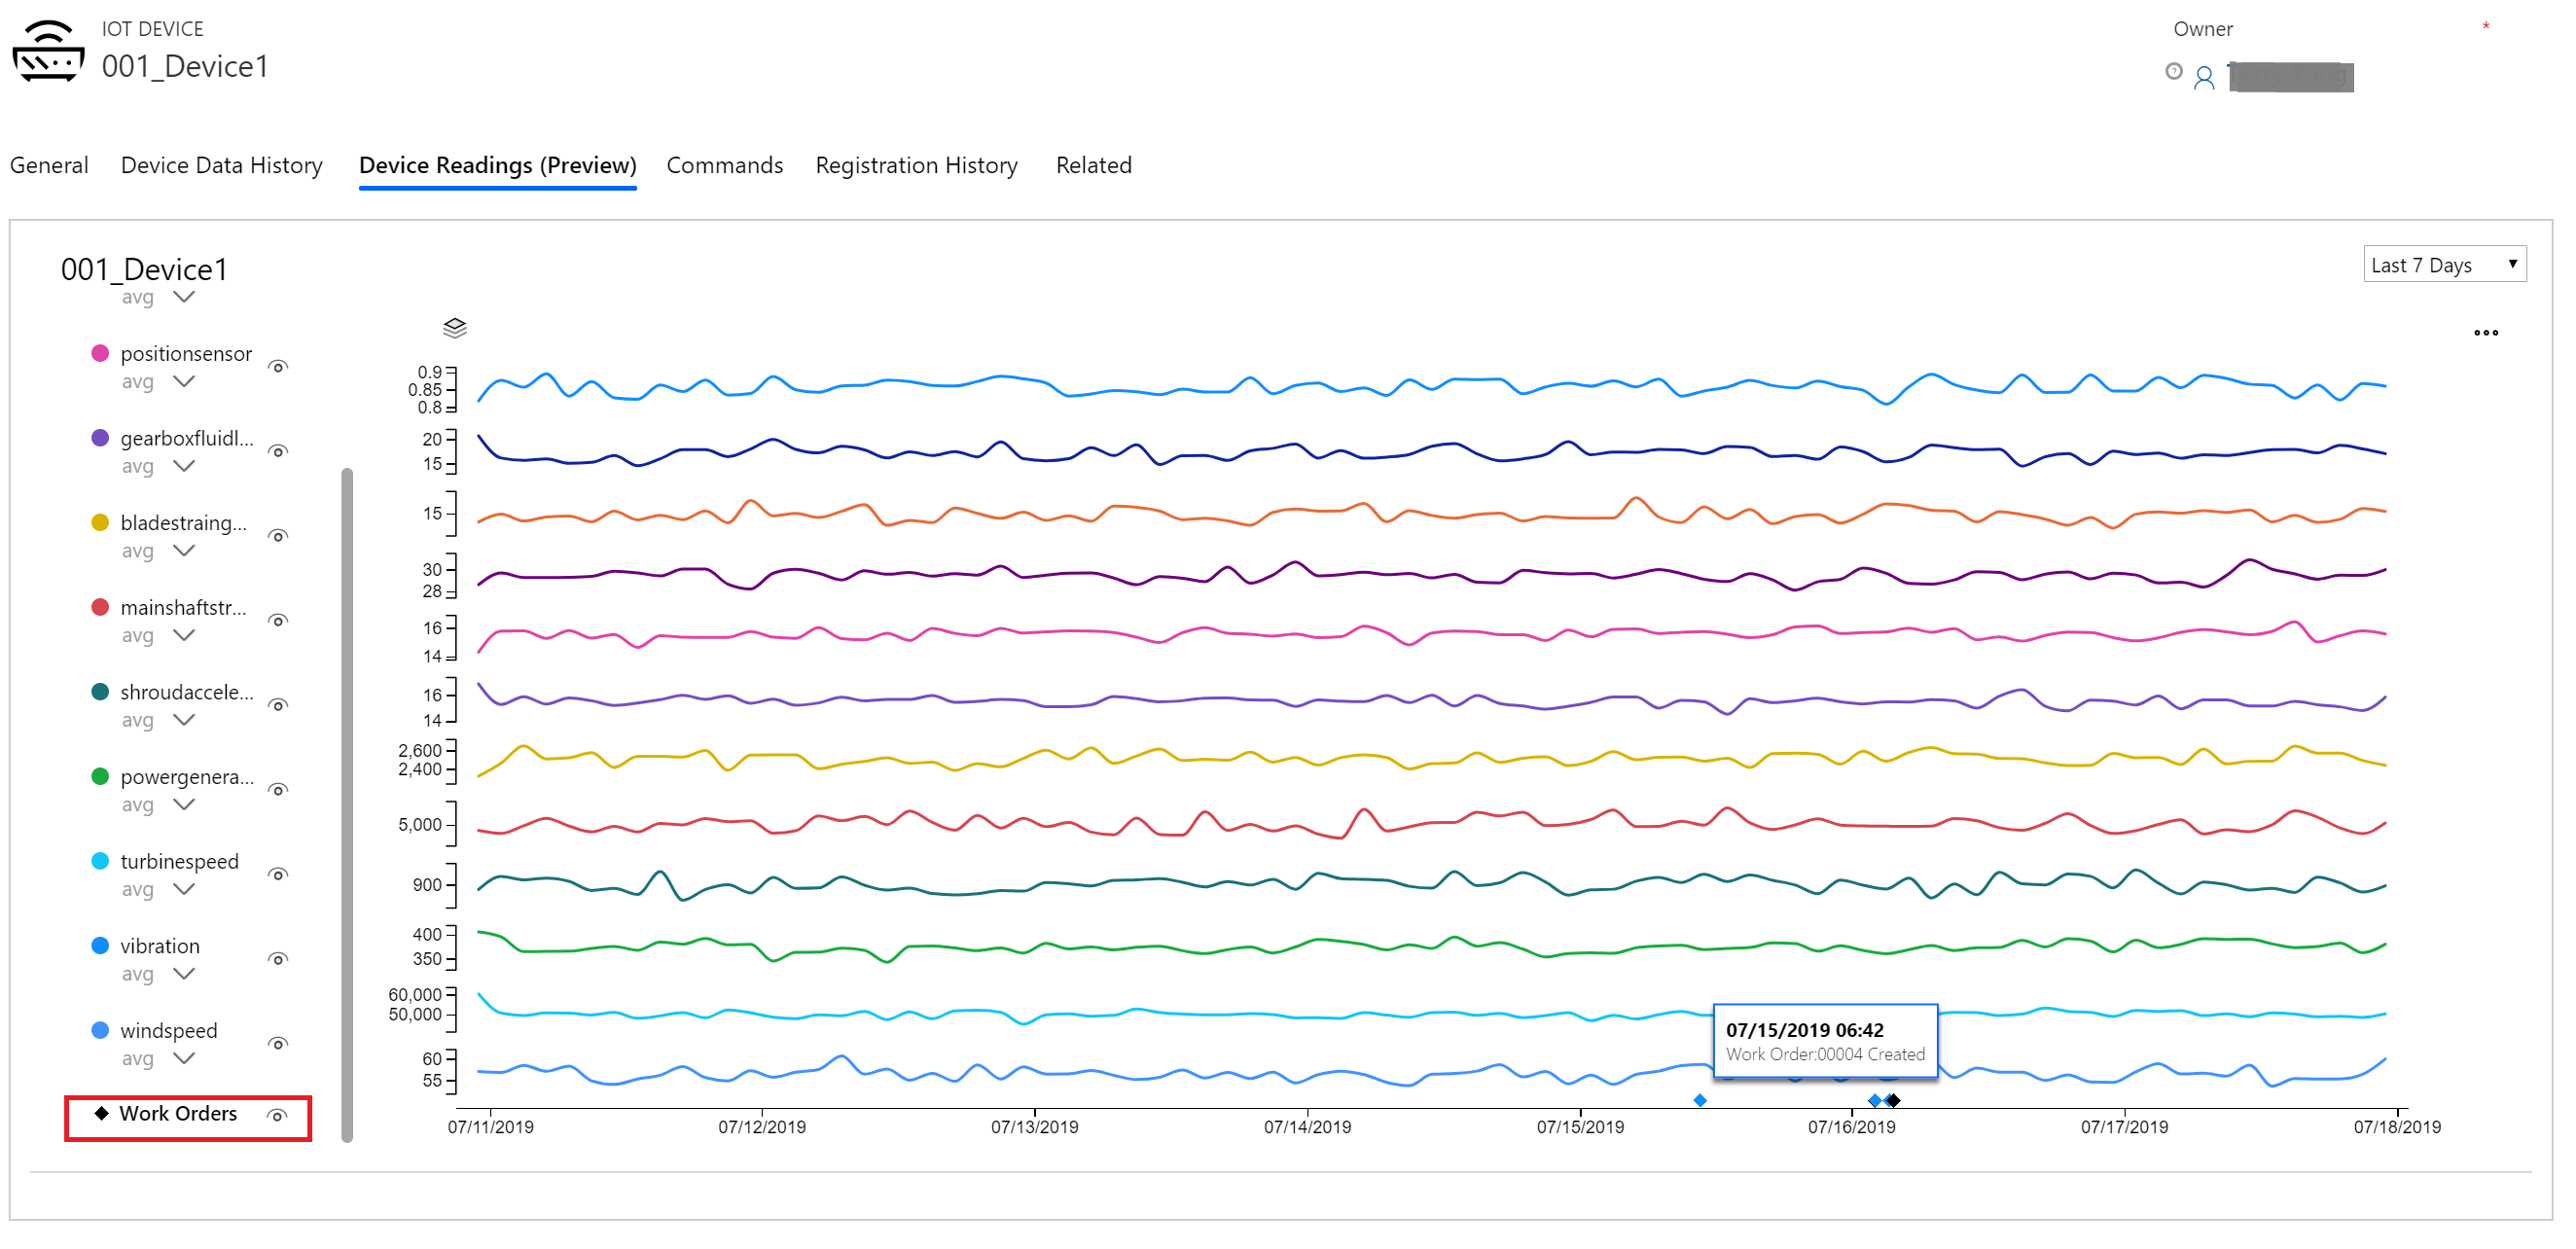 IOT DEVICE
001_Device1
Owner
*
General Device Data History Device Readings (Preview) Commands Registration History Related
001_Device1
Last 7 Days
avg
positionsensor
avg
gearboxfluidl...
avg
bladestraing...
avg
mainshaftstr...
avg
shroudaccele...
avg
powergenera...
avg
turbinespeed
avg
vibration
avg
windspeed
avg
Work Orders
0.9
0.85
0.8
20
15
15
30
28
16
14
16
14
2,600
2,400
5,000
900
400
350
60,000
50,000
60
55
07/15/2019 06:42
Work Order:00004 Created
07/11/2019 07/12/2019 07/13/2019 07/14/2019 07/15/2019 07/16/2019 07/17/2019 07/18/2019